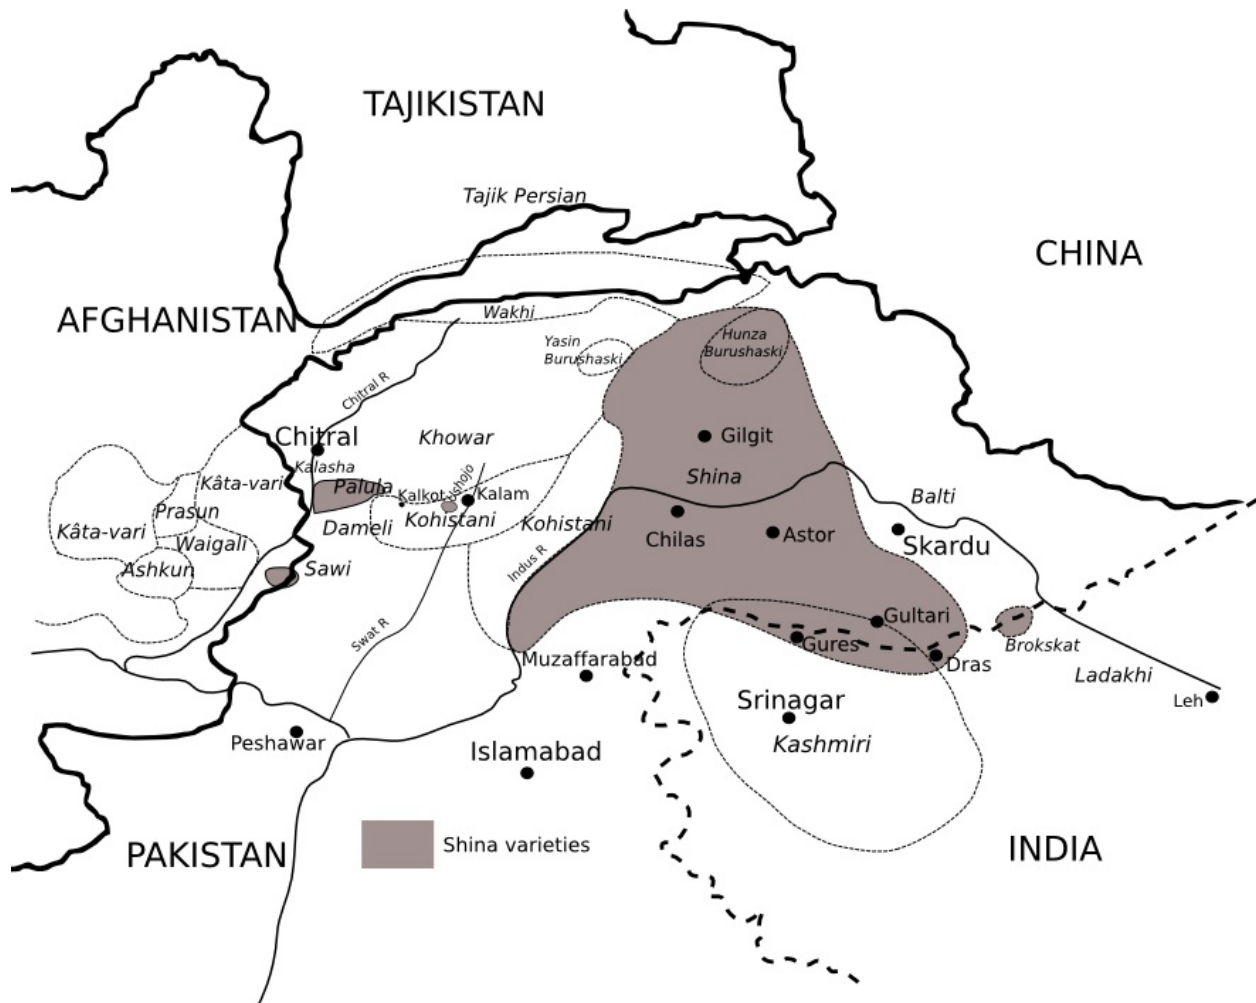 TAJIKISTAN
Tajik Persian
CHINA
AFGHANISTAN
Wakhi
Yasin
Burushaski
Hunza
Burushaski
Chitral R
Chitral
Khowar
Gilgit
Kalasha
Shina
Kâta-vari
Palula
Kalkot
Ushojo
Kalam
Balti
Prasun
Kâta-vari
Dameli
Kohistani
Kohistani
Chilas
Astor
Skardu
Waigali
Ashkun
Sawi
Indus R
Gultari
Swat R
Gures
Brokskat
Muzaffarabad
Dras
Ladakhi
Leh
Srinagar
Peshawar
Kashmiri
Islamabad
PAKISTAN
Shina varieties
INDIA